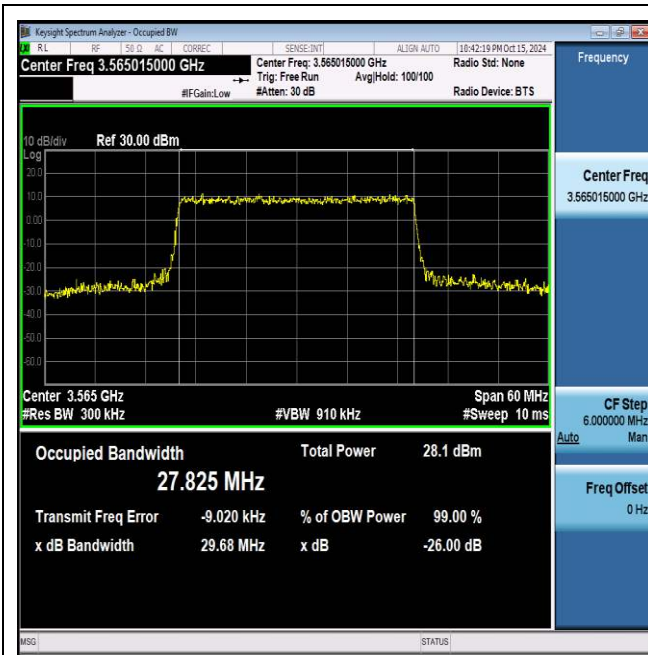 Keysight Spectrum Analyzer - Occupied BW
RL RF 50 Ω AC CORREC SENSE:INT ALIGN AUTO 10:42:19 PM Oct 15, 2024
Center Freq 3.565015000 GHz Center Freq: 3.565015000 GHz Radio Std: None
Trig: Free Run Avg|Hold: 100/100
#IFGain:Low #Atten: 30 dB Radio Device: BTS
10 dB/div Ref 30.00 dBm
Log
20.0
10.0
0.00
-10.0
-20.0
-30.0
-40.0
-50.0
-60.0
Center 3.565 GHz Span 60 MHz
#Res BW 300 kHz #VBW 910 kHz #Sweep 10 ms
Occupied Bandwidth Total Power 28.1 dBm
27.825 MHz
Transmit Freq Error -9.020 kHz % of OBW Power 99.00 %
x dB Bandwidth 29.68 MHz x dB -26.00 dB
MSG STATUS
Frequency
Center Freq
3.565015000 GHz
CF Step
6.000000 MHz
Auto Man
Freq Offset
0 Hz